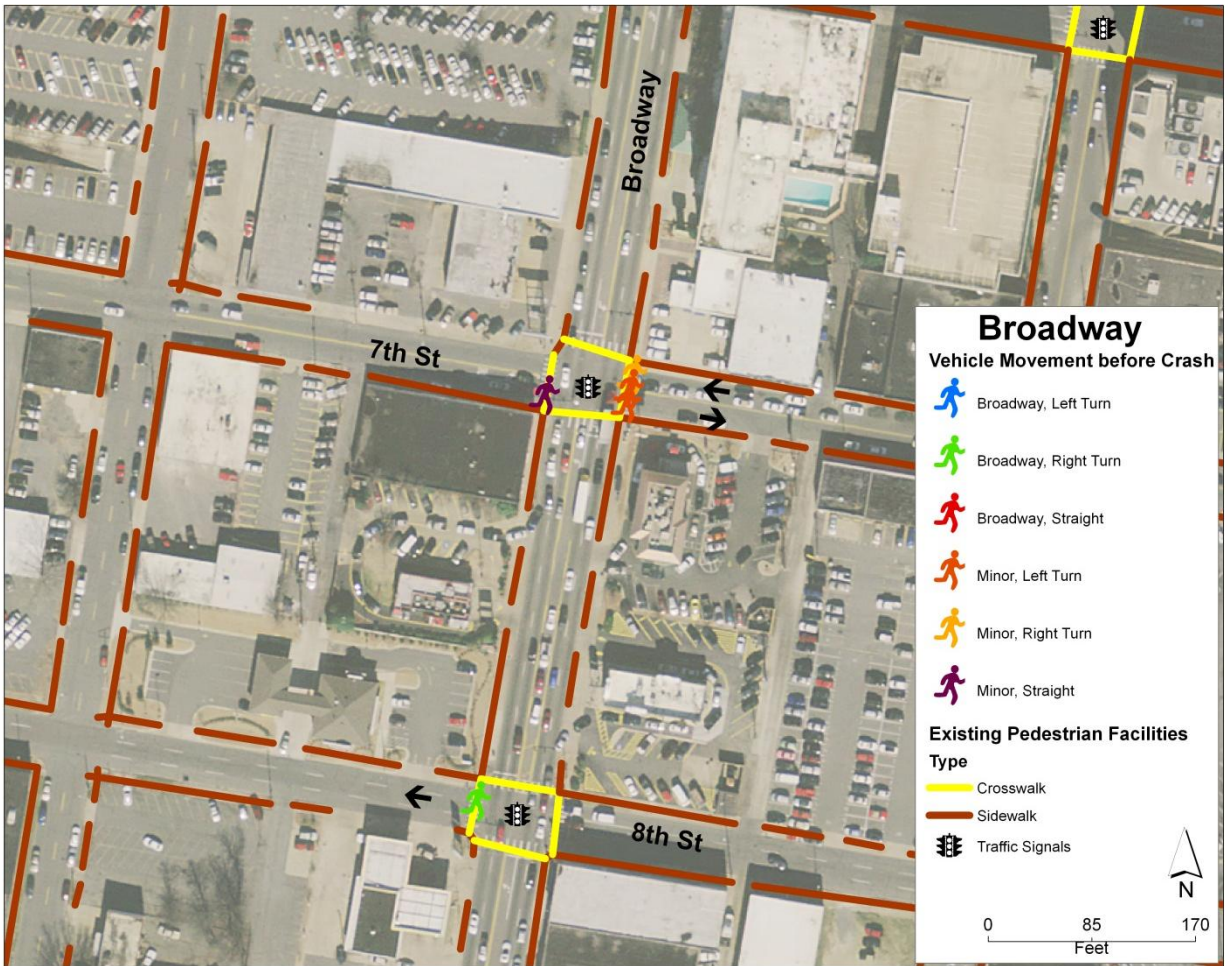 Broadway
7th St
8th St
Broadway
Vehicle Movement before Crash
Broadway, Left Turn
Broadway, Right Turn
Broadway, Straight
Minor, Left Turn
Minor, Right Turn
Minor, Straight
Existing Pedestrian Facilities
Type
Crosswalk
Sidewalk
Traffic Signals
N
0 85 170
Feet